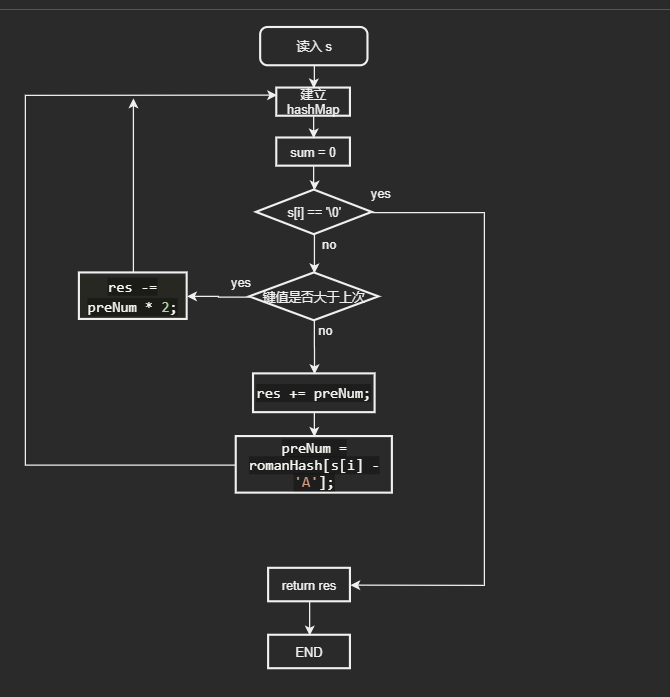 读入 s
建立
hashMap
sum = 0
s[i] == '\0'
yes
no
键值是否大于上次
yes
res -=
preNum * 2;
no
res += preNum;
preNum =
romanHash[s[i] -
'A'];
return res
END